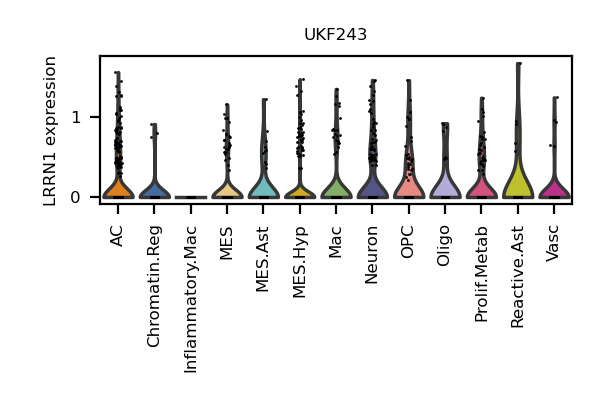 UKF243
LRRN1 expression
1
0
AC
Chromatin.Reg
Inflammatory.Mac
MES
MES.Ast
MES.Hyp
Mac
Neuron
OPC
Oligo
Prolif.Metab
Reactive.Ast
Vasc